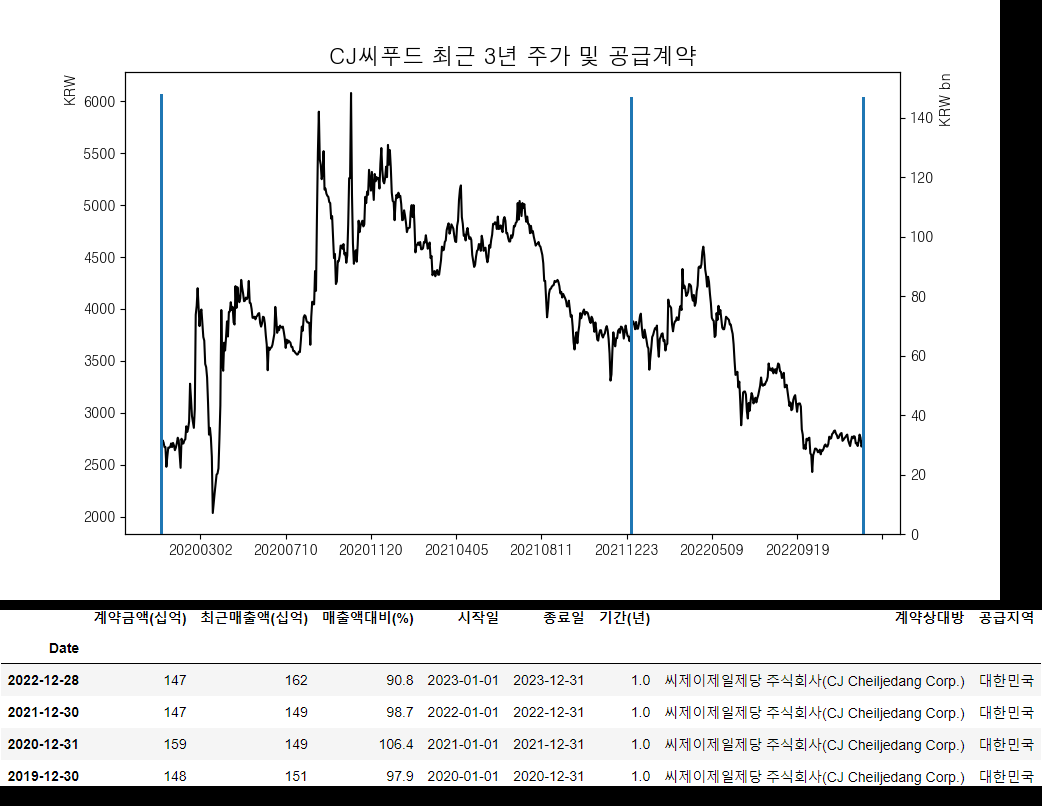 CJ씨푸드 최근 3년 주가 및 공급계약
KRW
KRW bn
6000
5500
5000
4500
4000
3500
3000
2500
2000
140
120
100
80
60
40
20
0
20200302 20200710 20201120 20210405 20210811 20211223 20220509 20220919
계약금액(십억) 최근매출액(십억) 매출액대비(%) 시작일 종료일 기간(년) 계약상대방 공급지역
Date
2022-12-28 147 162 90.8 2023-01-01 2023-12-31 1.0 씨제이제일제당 주식회사(CJ Cheiljedang Corp.) 대한민국
2021-12-30 147 149 98.7 2022-01-01 2022-12-31 1.0 씨제이제일제당 주식회사(CJ Cheiljedang Corp.) 대한민국
2020-12-31 159 149 106.4 2021-01-01 2021-12-31 1.0 씨제이제일제당 주식회사(CJ Cheiljedang Corp.) 대한민국
2019-12-30 148 151 97.9 2020-01-01 2020-12-31 1.0 씨제이제일제당 주식회사(CJ Cheiljedang Corp.) 대한민국